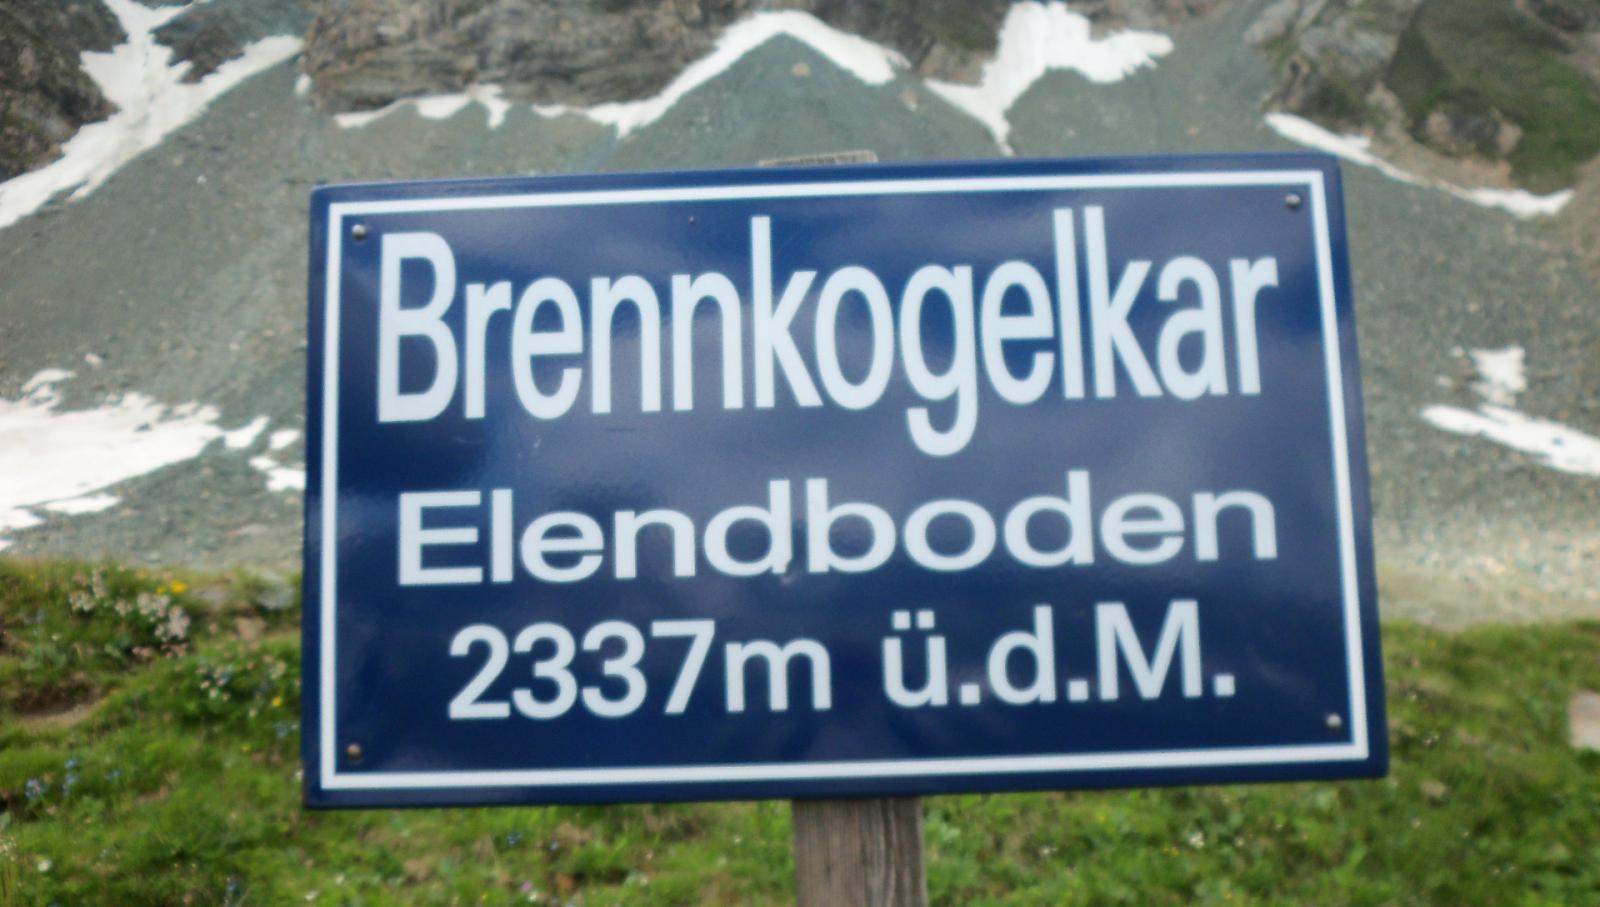 Brennkogelkar
Elendboden
2337m ü.d.M.